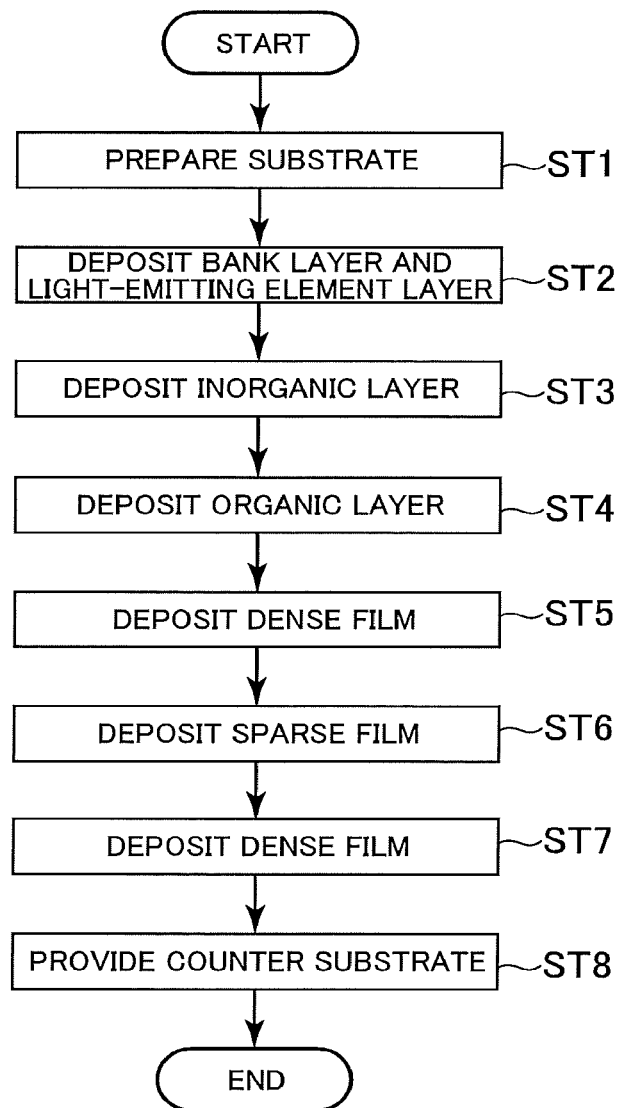 START
PREPARE SUBSTRATE
ST1
DEPOSIT BANK LAYER AND
LIGHT-EMITTING ELEMENT LAYER
ST2
DEPOSIT INORGANIC LAYER
ST3
DEPOSIT ORGANIC LAYER
ST4
DEPOSIT DENSE FILM
ST5
DEPOSIT SPARSE FILM
ST6
DEPOSIT DENSE FILM
ST7
PROVIDE COUNTER SUBSTRATE
ST8
END